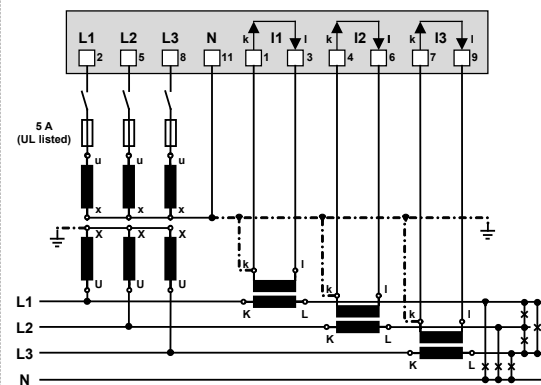 L1 L2 L3 N k I1 l k I2 l k I3 l
2 5 8 11 1 3 4 6 7 9
5 A
(UL listed)
u u u
x x x
X X X
U U U
k l
k l
k l
L1 K L
L2 K L
L3 K L
N